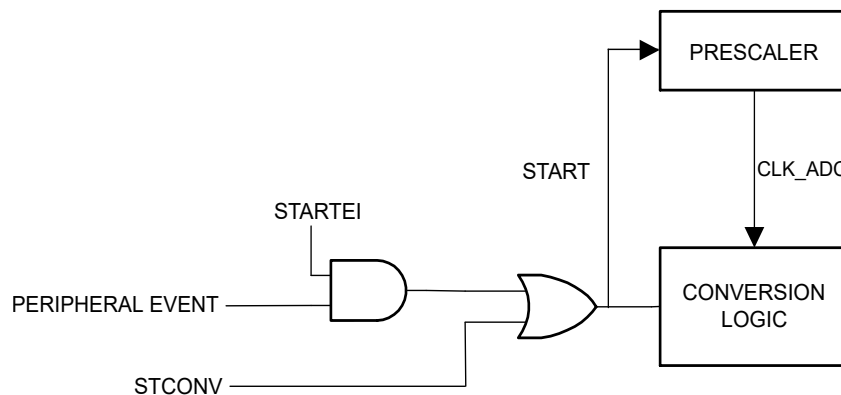 PRESCALER
START
CLK_ADC
STARTEI
PERIPHERAL EVENT
CONVERSION
LOGIC
STCONV